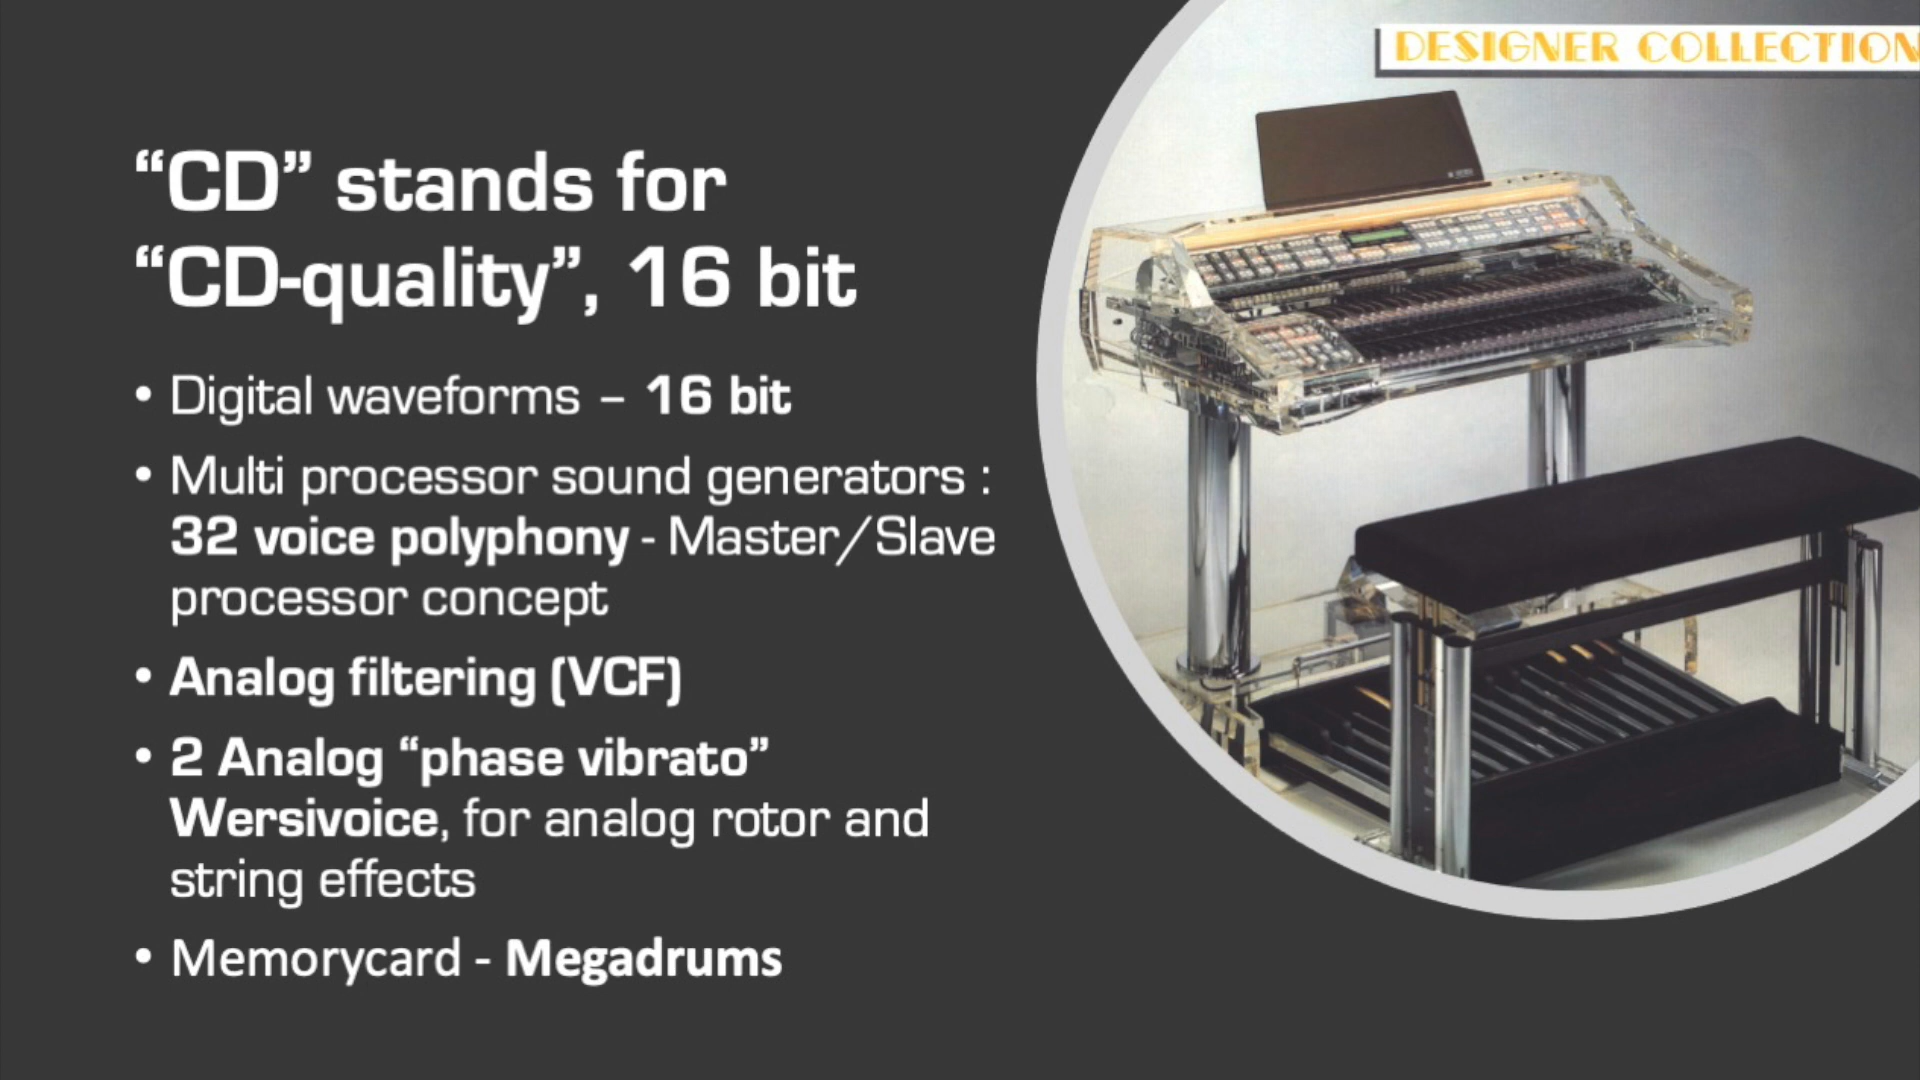 DESIGNER COLLECTION
“CD” stands for
“CD-quality”, 16 bit
• Digital waveforms – 16 bit
• Multi processor sound generators :
32 voice polyphony - Master/Slave
processor concept
• Analog filtering (VCF)
• 2 Analog “phase vibrato”
Wersivoice, for analog rotor and
string effects
• Memorycard - Megadrums